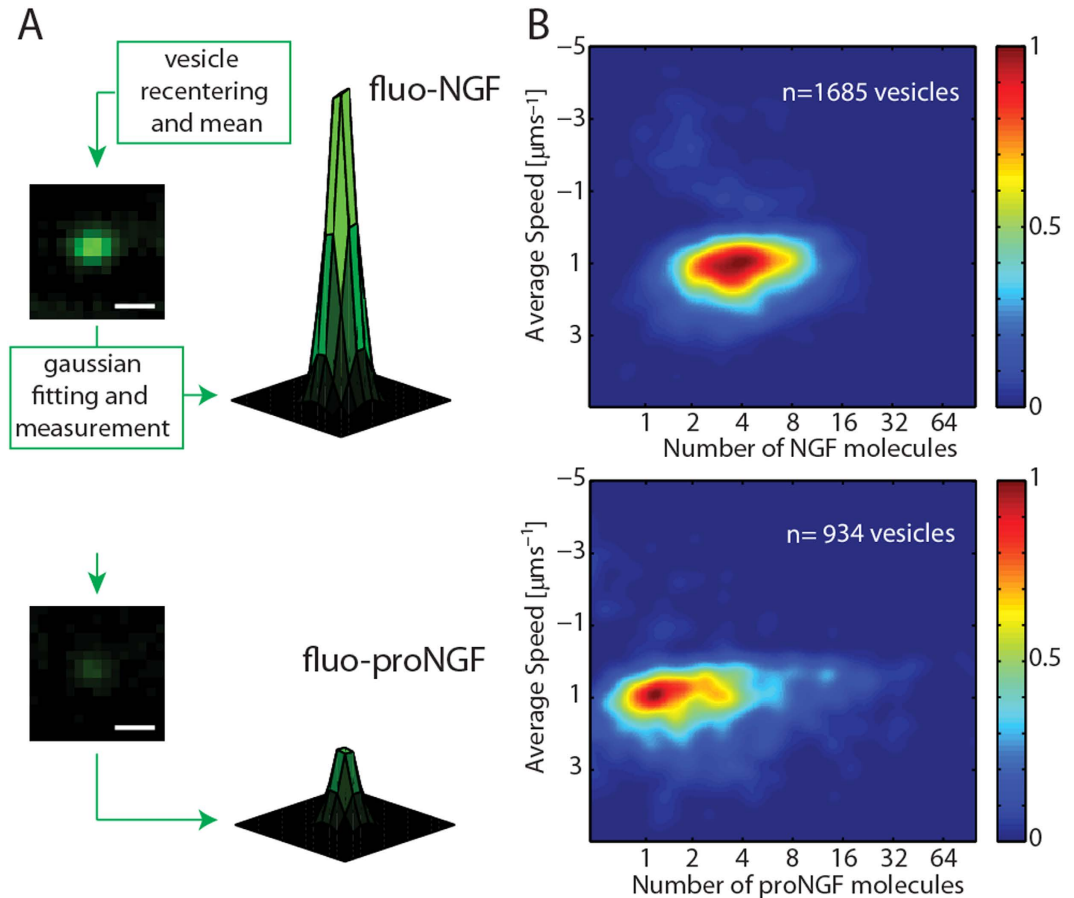 A
vesicle
recentering
and mean
fluo-NGF
gaussian
fitting and
measurement
fluo-proNGF
B
n=1685 vesicles
Average Speed [μms⁻¹]
−5
−3
−1
1
3
1 2 4 8 16 32 64
Number of NGF molecules
1
0.5
0
n= 934 vesicles
Average Speed [μms⁻¹]
−5
−3
−1
1
3
1 2 4 8 16 32 64
Number of proNGF molecules
1
0.5
0